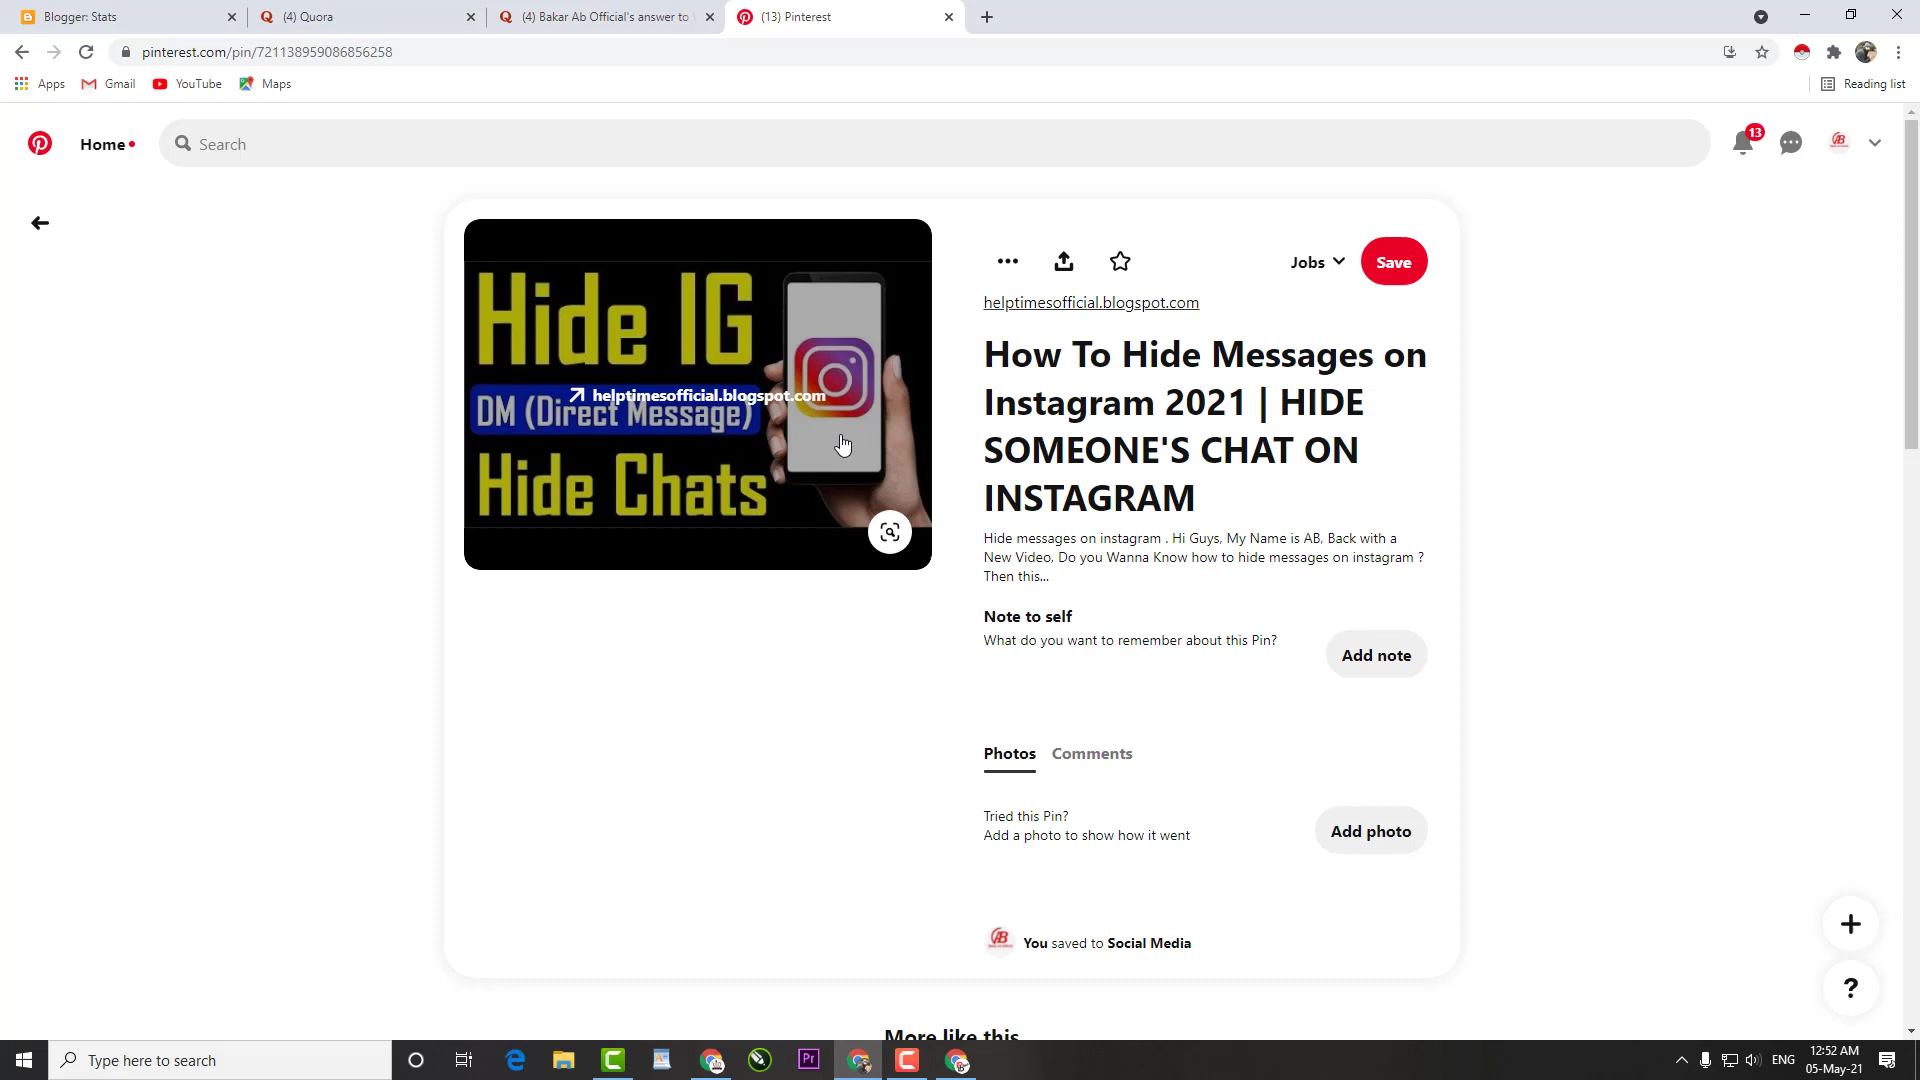 Blogger: Stats
(4) Quora
(4) Bakar Ab Official's answer to
(13) Pinterest
pinterest.com/pin/721138959086856258
Apps
Gmail
YouTube
Maps
Reading list
Home
Search
13
AB
Jobs
Save
helptimesofficial.blogspot.com
Hide IG
helptimesofficial.blogspot.com
DM (Direct Message)
Hide Chats
How To Hide Messages on
Instagram 2021 | HIDE
SOMEONE'S CHAT ON
INSTAGRAM
Hide messages on instagram . Hi Guys, My Name is AB, Back with a
New Video, Do you Wanna Know how to hide messages on instagram ?
Then this...
Note to self
What do you want to remember about this Pin?
Add note
Photos Comments
Tried this Pin?
Add a photo to show how it went
Add photo
AB
You saved to Social Media
More like this
Type here to search
Pr
ENG
12:52 AM
05-May-21